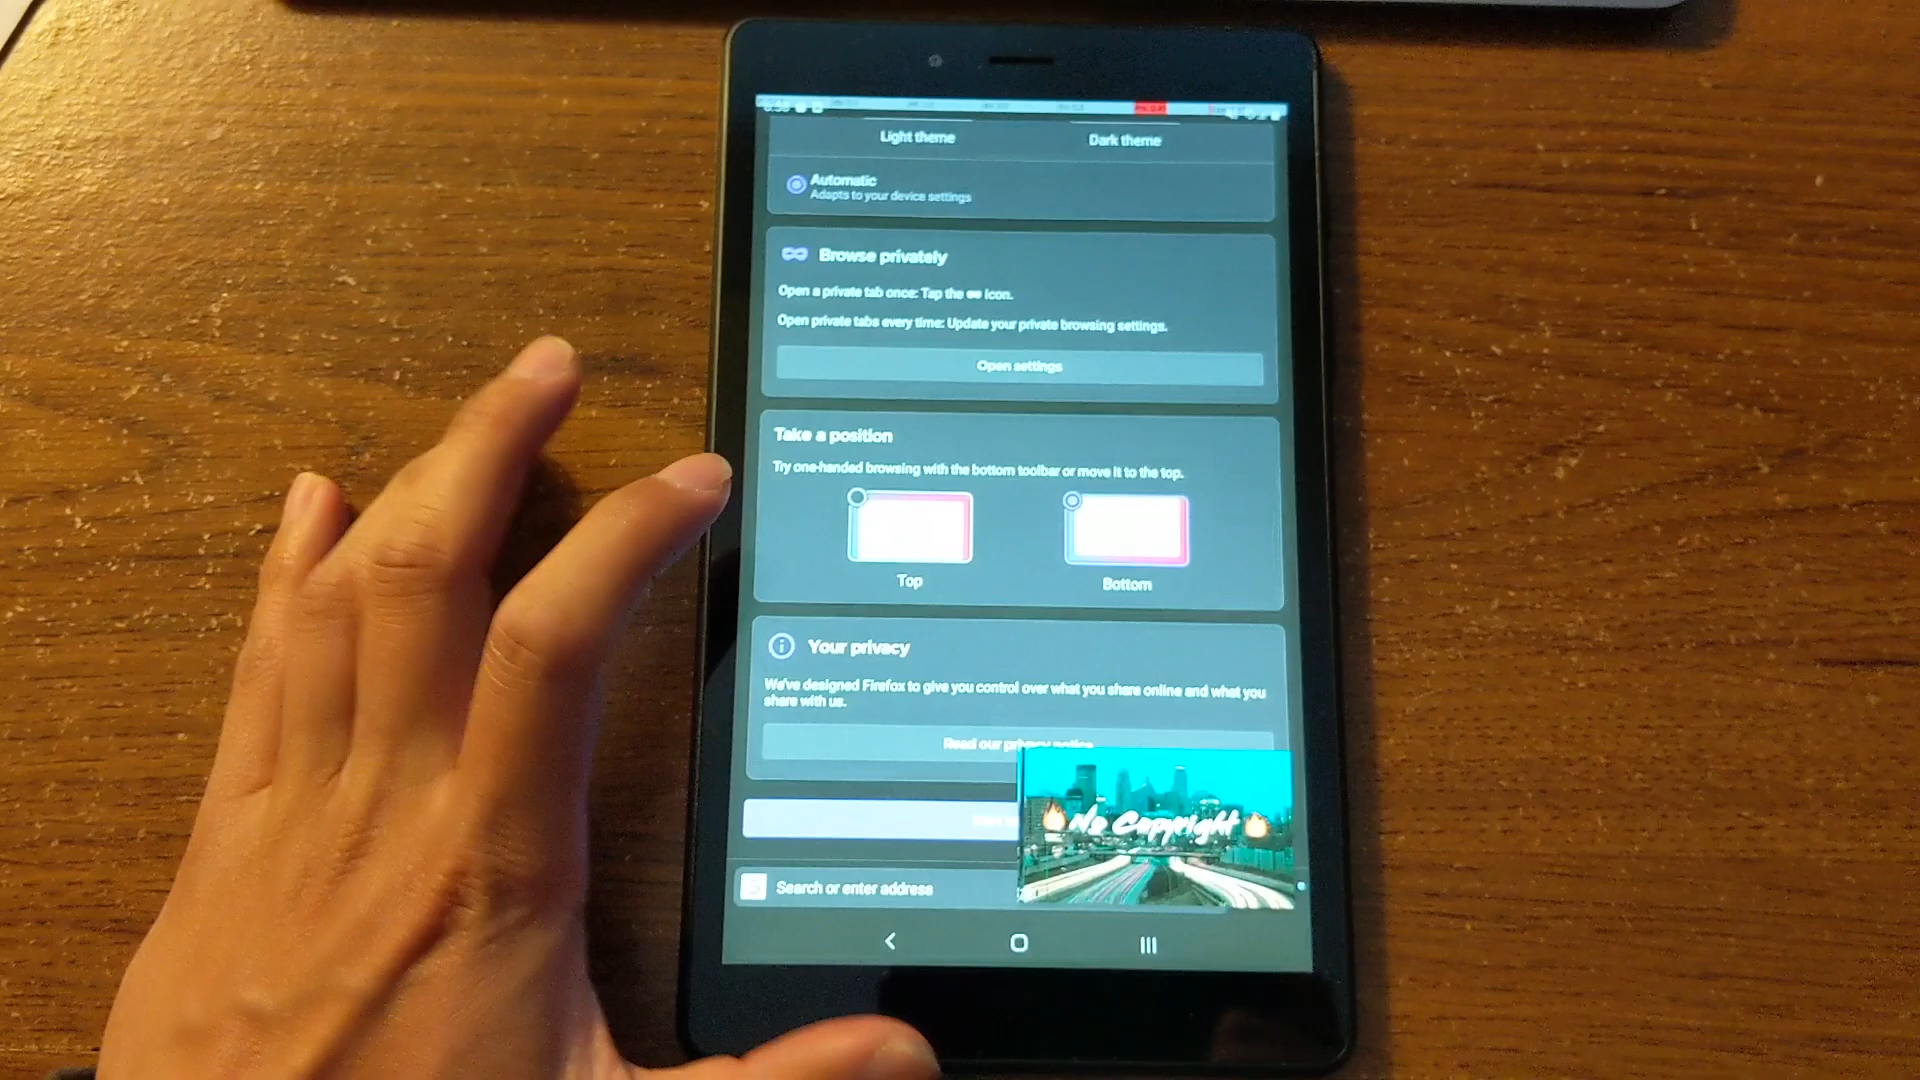 Light theme
Dark theme
Automatic
Adapts to your device settings
Browse privately
Open a private tab once: Tap the icon.
Open private tabs every time: Update your private browsing settings.
Open settings
Take a position
Try one-handed browsing with the bottom toolbar or move it to the top.
Top
Bottom
Your privacy
We've designed Firefox to give you control over what you share online and what you
share with us.
Read our privacy notice
No Copyright
Search or enter address